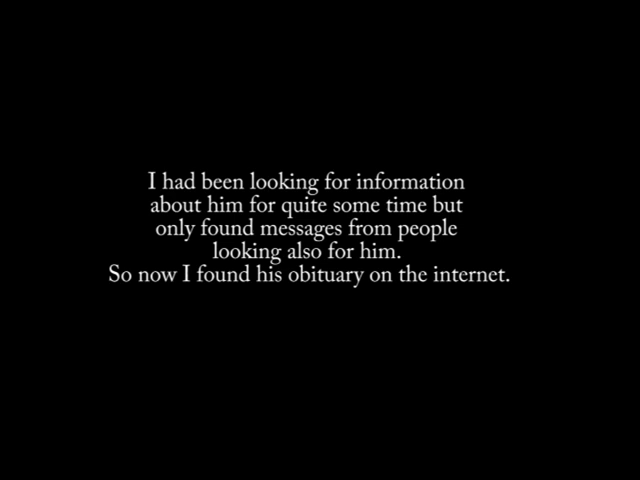 I had been looking for information
about him for quite some time but
only found messages from people
looking also for him.
So now I found his obituary on the internet.